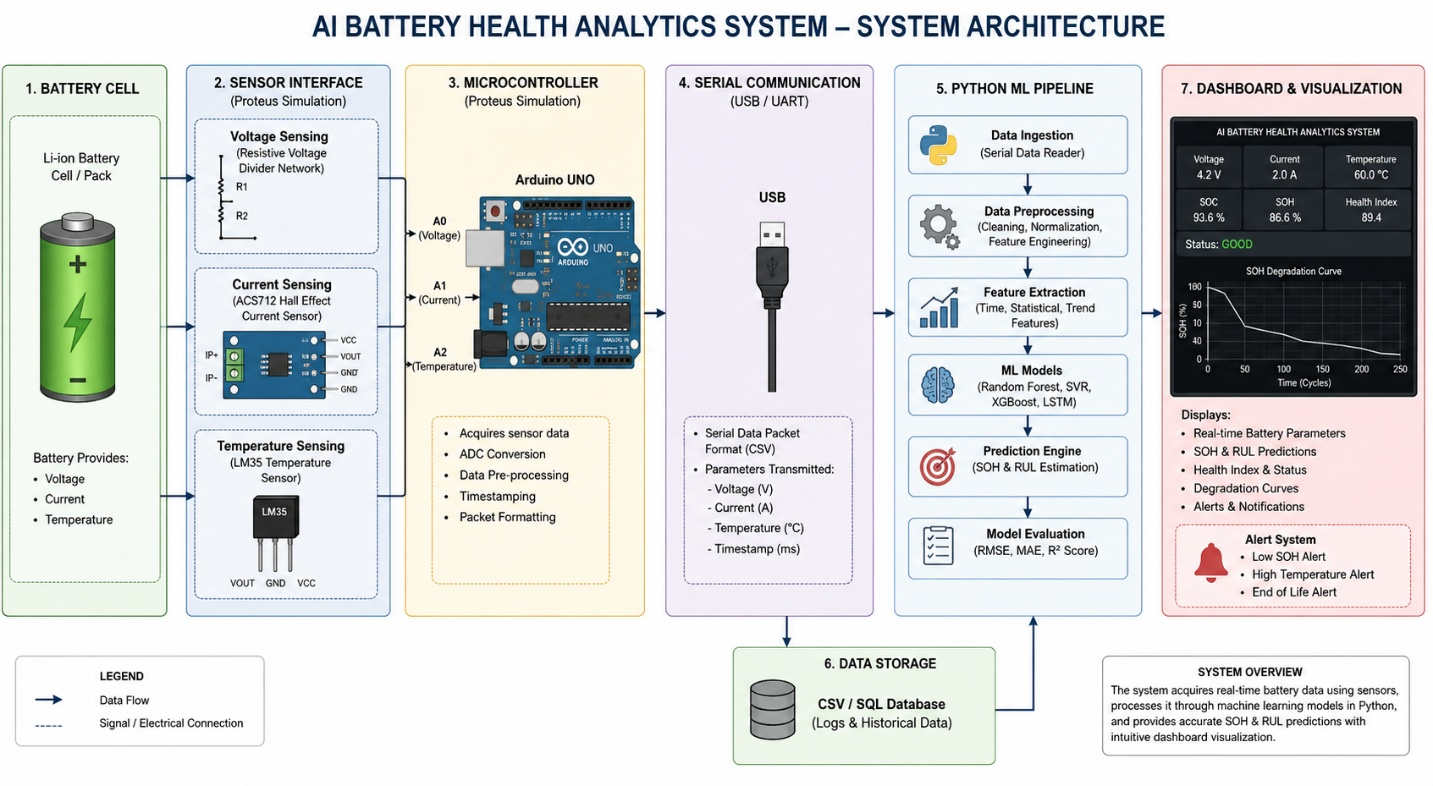 AI BATTERY HEALTH ANALYTICS SYSTEM – SYSTEM ARCHITECTURE
1. BATTERY CELL
Li-ion Battery
Cell / Pack
+
−
Battery Provides:
• Voltage
• Current
• Temperature
2. SENSOR INTERFACE
(Proteus Simulation)
Voltage Sensing
(Resistive Voltage
Divider Network)
R1
R2
Current Sensing
(ACS712 Hall Effect
Current Sensor)
IP+
IP-
VCC
VOUT
GND
GND
Temperature Sensing
(LM35 Temperature
Sensor)
LM35
VOUT GND VCC
3. MICROCONTROLLER
(Proteus Simulation)
Arduino UNO
A0
(Voltage)
A1
(Current)
A2
(Temperature)
UNO
ARDUINO
POWER
ANALOG IN
• Acquires sensor data
• ADC Conversion
• Data Pre-processing
• Timestamping
• Packet Formatting
4. SERIAL COMMUNICATION
(USB / UART)
USB
• Serial Data Packet
Format (CSV)
• Parameters Transmitted:
- Voltage (V)
- Current (A)
- Temperature (°C)
- Timestamp (ms)
5. PYTHON ML PIPELINE
Data Ingestion
(Serial Data Reader)
Data Preprocessing
(Cleaning, Normalization,
Feature Engineering)
Feature Extraction
(Time, Statistical, Trend
Features)
ML Models
(Random Forest, SVR,
XGBoost, LSTM)
Prediction Engine
(SOH & RUL Estimation)
Model Evaluation
(RMSE, MAE, R² Score)
6. DATA STORAGE
CSV / SQL Database
(Logs & Historical Data)
7. DASHBOARD & VISUALIZATION
AI BATTERY HEALTH ANALYTICS SYSTEM
Voltage
4.2 V
Current
2.0 A
Temperature
60.0 °C
SOC
93.6 %
SOH
86.6 %
Health Index
89.4
Status: GOOD
SOH Degradation Curve
SOH (%)
50
10
40
0
0 50 100 150 200 250
Time (Cycles)
Displays:
• Real-time Battery Parameters
• SOH & RUL Predictions
• Health Index & Status
• Degradation Curves
• Alerts & Notifications
Alert System
• Low SOH Alert
• High Temperature Alert
• End of Life Alert
LEGEND
Data Flow
Signal / Electrical Connection
SYSTEM OVERVIEW
The system acquires real-time battery data using sensors,
processes it through machine learning models in Python,
and provides accurate SOH & RUL predictions with
intuitive dashboard visualization.